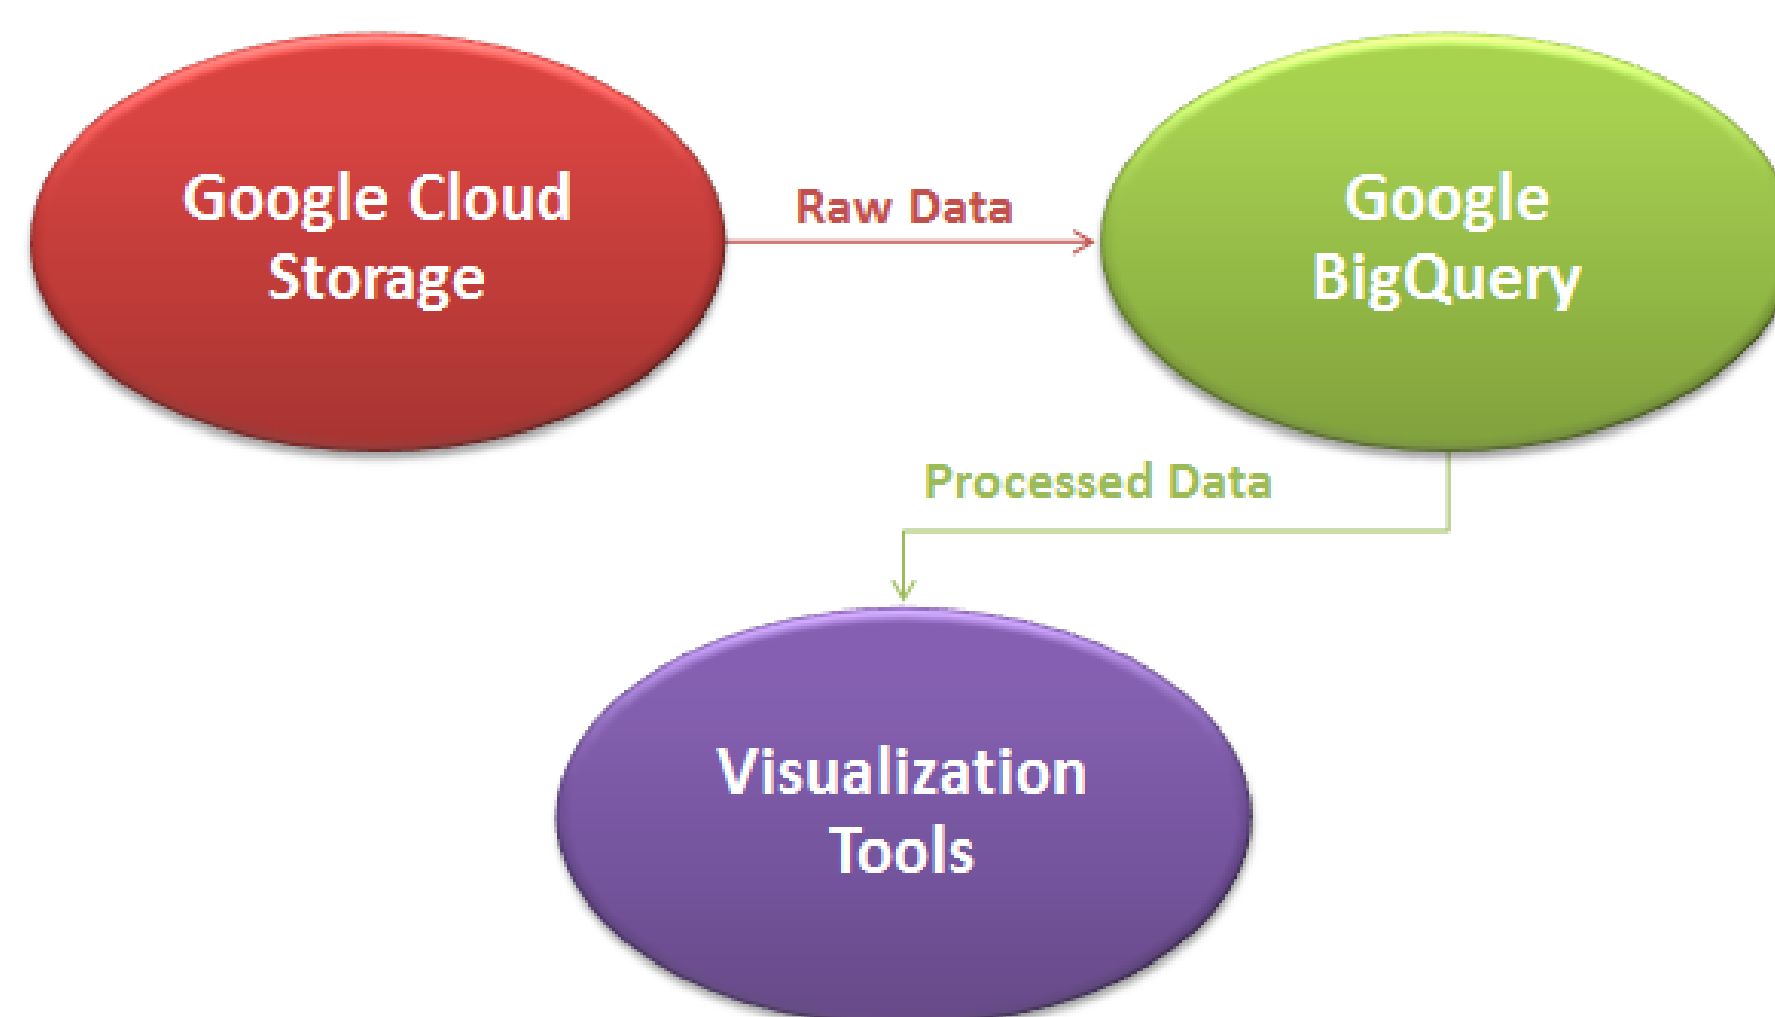 Google Cloud
Storage
Raw Data
Google
BigQuery
Processed Data
Visualization
Tools